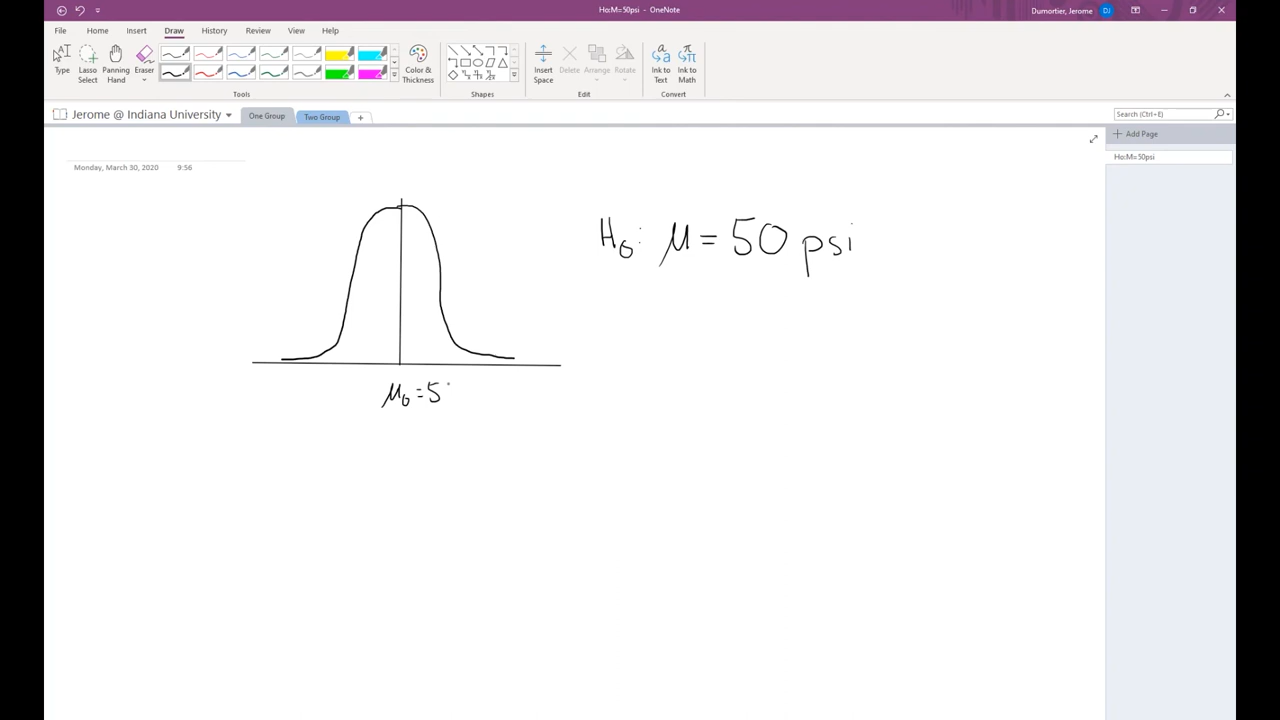 Ho:M=50psi - OneNote
Dumortier, Jerome DJ
File Home Insert Draw History Review View Help
Type Lasso Select Panning Hand Eraser Color & Thickness Insert Space Delete Arrange Rotate Ink to Text Ink to Math
Tools Shapes Edit Convert
Jerome @ Indiana University One Group Two Group Search (Ctrl+E)
Add Page
Ho:M=50psi
Monday, March 30, 2020 9:56
H₀: μ = 50 psi
μ₀ = 5